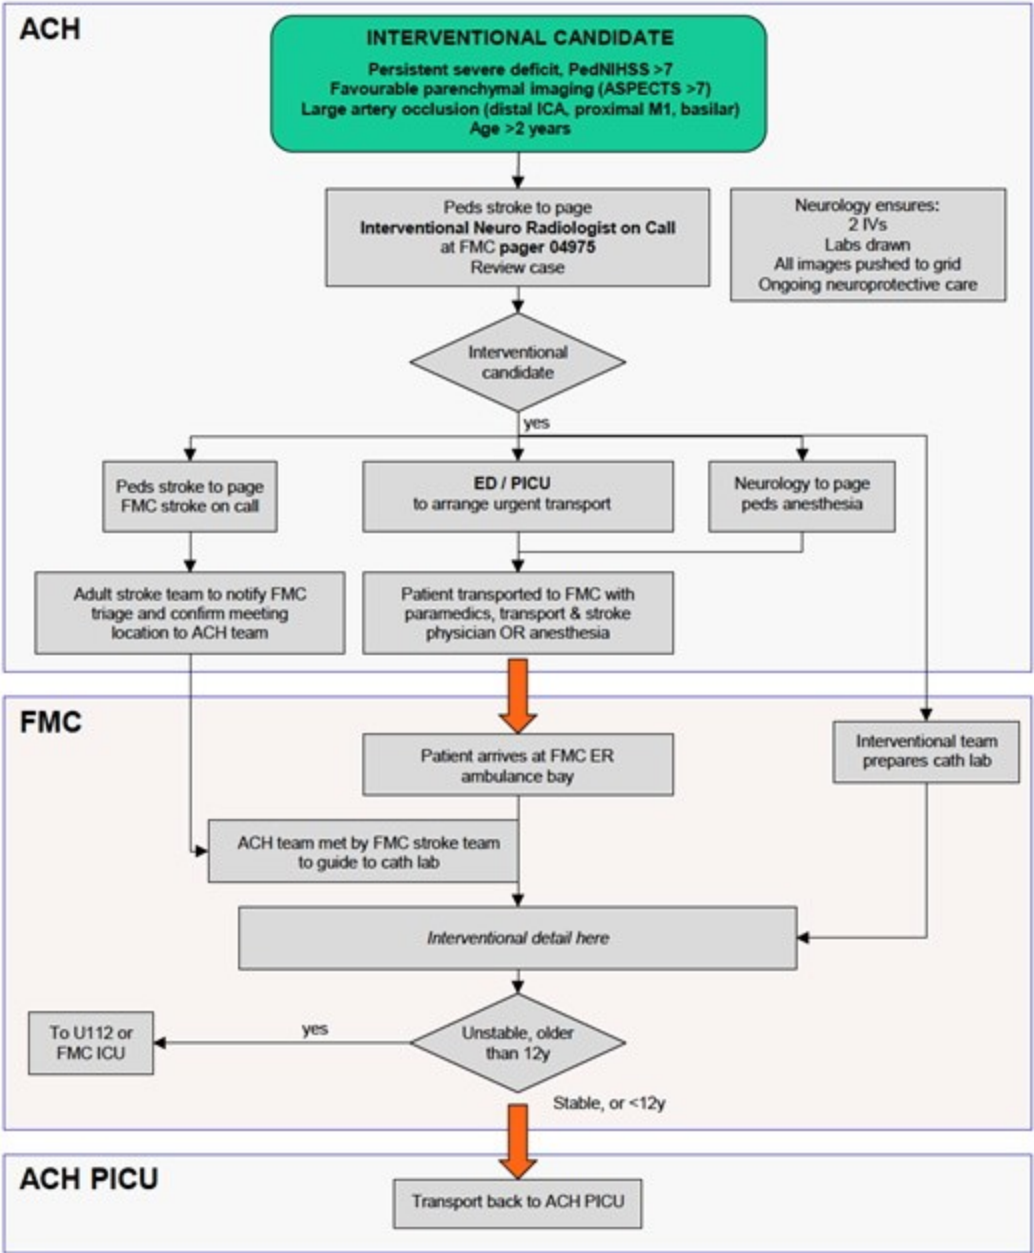 ACH
INTERVENTIONAL CANDIDATE
Persistent severe deficit, PedNIHSS >7
Favourable parenchymal imaging (ASPECTS >7)
Large artery occlusion (distal ICA, proximal M1, basilar)
Age >2 years
Peds stroke to page
Interventional Neuro Radiologist on Call
at FMC pager 04975
Review case
Neurology ensures:
2 IVs
Labs drawn
All images pushed to grid
Ongoing neuroprotective care
Interventional
candidate
yes
Peds stroke to page
FMC stroke on call
ED / PICU
to arrange urgent transport
Neurology to page
peds anesthesia
Adult stroke team to notify FMC
triage and confirm meeting
location to ACH team
Patient transported to FMC with
paramedics, transport & stroke
physician OR anesthesia
FMC
Patient arrives at FMC ER
ambulance bay
Interventional team
prepares cath lab
ACH team met by FMC stroke team
to guide to cath lab
Interventional detail here
Unstable, older
than 12y
yes
To U112 or
FMC ICU
Stable, or <12y
ACH PICU
Transport back to ACH PICU